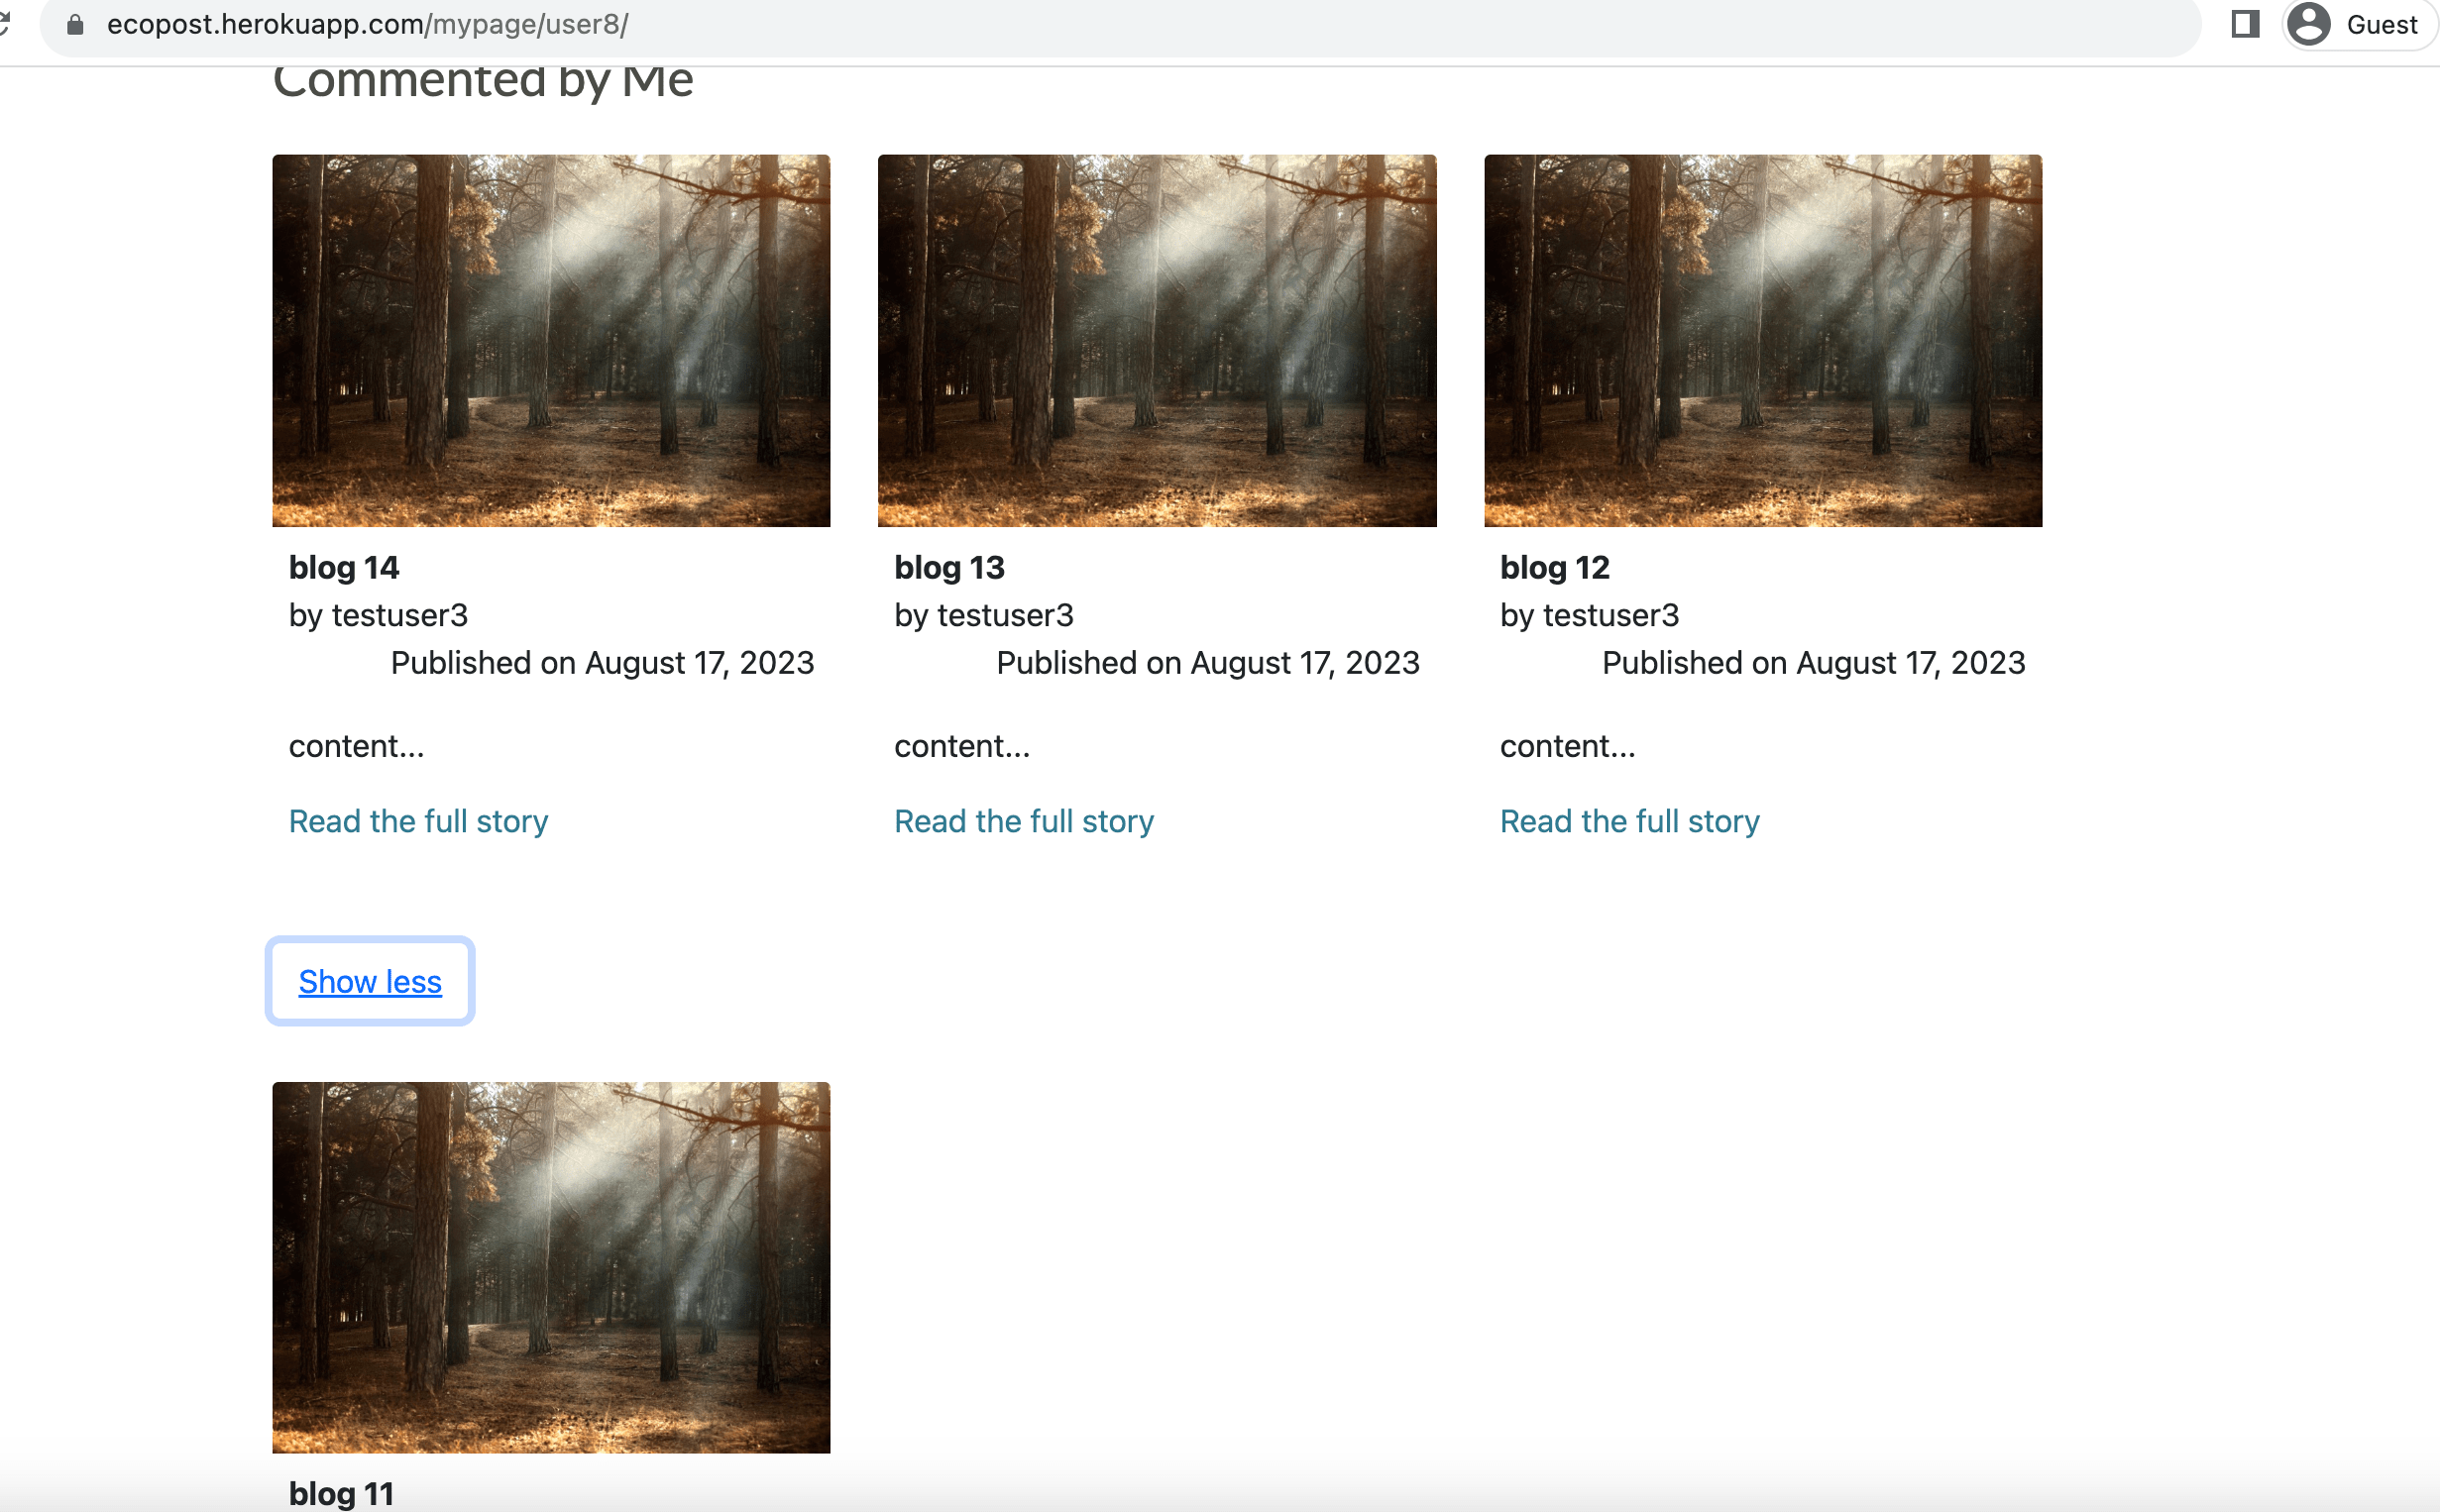 ecopost.herokuapp.com/mypage/user8/
Guest
Commented by Me
blog 14
by testuser3
Published on August 17, 2023
content...
Read the full story
blog 13
by testuser3
Published on August 17, 2023
content...
Read the full story
blog 12
by testuser3
Published on August 17, 2023
content...
Read the full story
Show less
blog 11